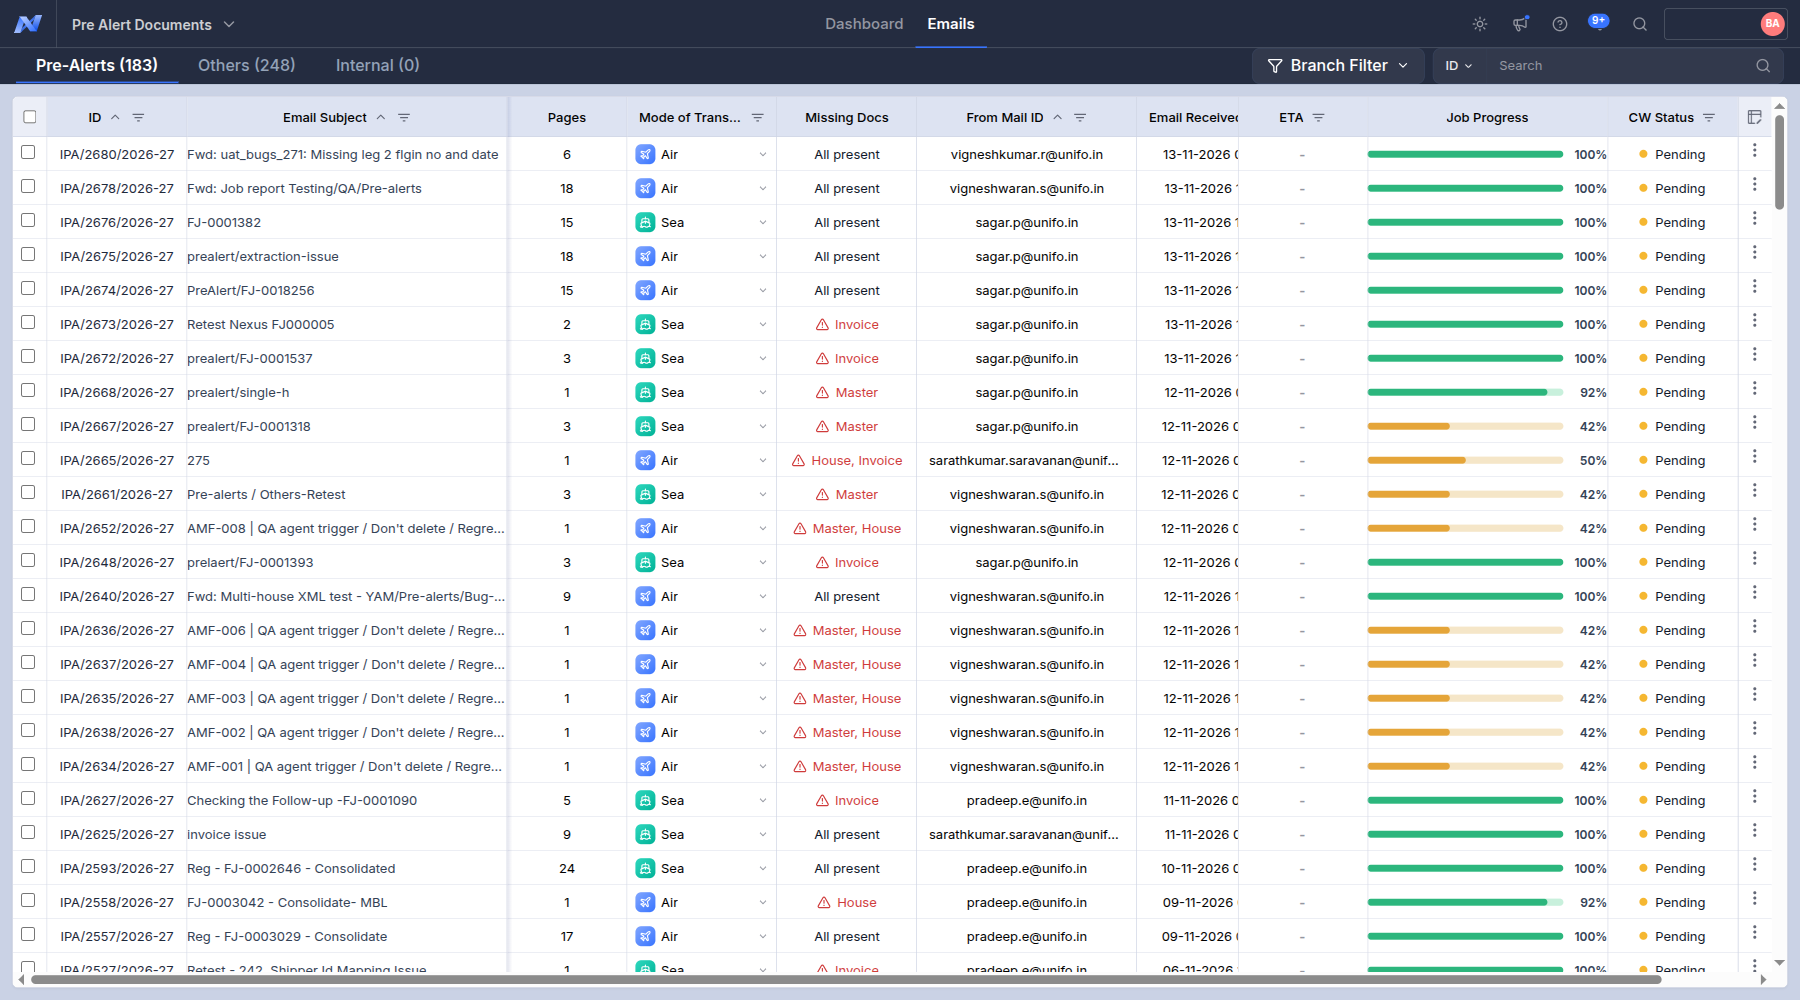 Pre Alert Documents
Dashboard
Emails
9+
BA
Pre-Alerts (183)
Others (248)
Internal (0)
Branch Filter
ID
Search
ID Email Subject Pages Mode of Trans... Missing Docs From Mail ID Email Received ETA Job Progress CW Status
IPA/2680/2026-27 Fwd: uat_bugs_271: Missing leg 2 flgin no and date 6 Air All present vigneshkumar.r@unifo.in 13-11-2026 - 100% Pending
IPA/2678/2026-27 Fwd: Job report Testing/QA/Pre-alerts 18 Air All present vigneshwaran.s@unifo.in 13-11-2026 - 100% Pending
IPA/2676/2026-27 FJ-0001382 15 Sea All present sagar.p@unifo.in 13-11-2026 - 100% Pending
IPA/2675/2026-27 prealert/extraction-issue 18 Air All present sagar.p@unifo.in 13-11-2026 - 100% Pending
IPA/2674/2026-27 PreAlert/FJ-0018256 15 Air All present sagar.p@unifo.in 13-11-2026 - 100% Pending
IPA/2673/2026-27 Retest Nexus FJ000005 2 Sea Invoice sagar.p@unifo.in 13-11-2026 - 100% Pending
IPA/2672/2026-27 prealert/FJ-0001537 3 Sea Invoice sagar.p@unifo.in 13-11-2026 - 100% Pending
IPA/2668/2026-27 prealert/single-h 1 Sea Master sagar.p@unifo.in 12-11-2026 - 92% Pending
IPA/2667/2026-27 prealert/FJ-0001318 3 Sea Master sagar.p@unifo.in 12-11-2026 - 42% Pending
IPA/2665/2026-27 275 1 Air House, Invoice sarathkumar.saravanan@unif... 12-11-2026 - 50% Pending
IPA/2661/2026-27 Pre-alerts / Others-Retest 3 Sea Master vigneshwaran.s@unifo.in 12-11-2026 - 42% Pending
IPA/2652/2026-27 AMF-008 | QA agent trigger / Don't delete / Regre... 1 Air Master, House vigneshwaran.s@unifo.in 12-11-2026 - 42% Pending
IPA/2648/2026-27 prelaert/FJ-0001393 3 Sea Invoice sagar.p@unifo.in 12-11-2026 - 100% Pending
IPA/2640/2026-27 Fwd: Multi-house XML test - YAM/Pre-alerts/Bug-... 9 Air All present vigneshwaran.s@unifo.in 12-11-2026 - 100% Pending
IPA/2636/2026-27 AMF-006 | QA agent trigger / Don't delete / Regre... 1 Air Master, House vigneshwaran.s@unifo.in 12-11-2026 - 42% Pending
IPA/2637/2026-27 AMF-004 | QA agent trigger / Don't delete / Regre... 1 Air Master, House vigneshwaran.s@unifo.in 12-11-2026 - 42% Pending
IPA/2635/2026-27 AMF-003 | QA agent trigger / Don't delete / Regre... 1 Air Master, House vigneshwaran.s@unifo.in 12-11-2026 - 42% Pending
IPA/2638/2026-27 AMF-002 | QA agent trigger / Don't delete / Regre... 1 Air Master, House vigneshwaran.s@unifo.in 12-11-2026 - 42% Pending
IPA/2634/2026-27 AMF-001 | QA agent trigger / Don't delete / Regre... 1 Air Master, House vigneshwaran.s@unifo.in 12-11-2026 - 42% Pending
IPA/2627/2026-27 Checking the Follow-up -FJ-0001090 5 Sea Invoice pradeep.e@unifo.in 11-11-2026 - 100% Pending
IPA/2625/2026-27 invoice issue 9 Sea All present sarathkumar.saravanan@unif... 11-11-2026 - 100% Pending
IPA/2593/2026-27 Reg - FJ-0002646 - Consolidated 24 Sea All present pradeep.e@unifo.in 10-11-2026 - 100% Pending
IPA/2558/2026-27 FJ-0003042 - Consolidate- MBL 1 Air House pradeep.e@unifo.in 09-11-2026 - 92% Pending
IPA/2557/2026-27 Reg - FJ-0003029 - Consolidate 17 Air All present pradeep.e@unifo.in 09-11-2026 - 100% Pending
IPA/2527/2026-27 Retest - 242, Shipper Id Mapping Issue 1 Sea Invoice pradeep.e@unifo.in 06-11-2026 - 100% Pending